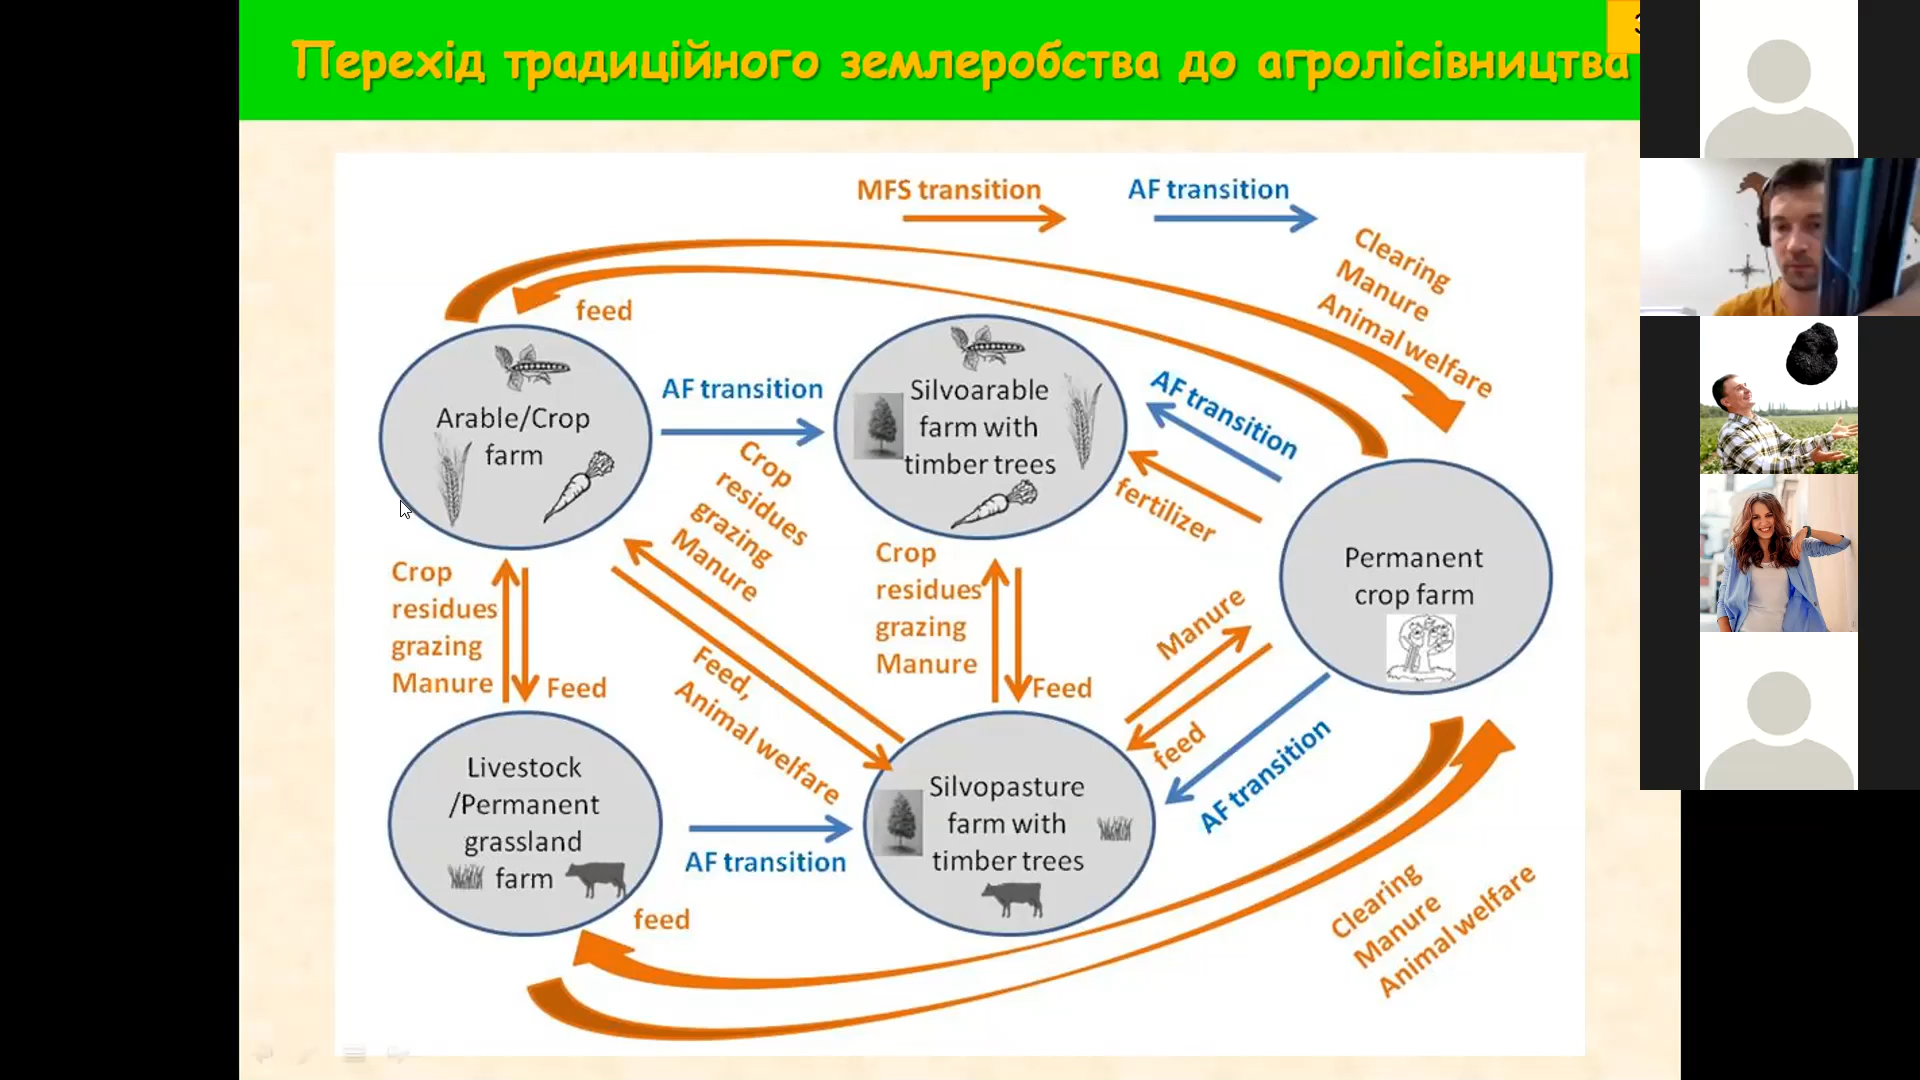 Перехід традиційного землеробства до агролісівництва
MFS transition
AF transition
Clearing
Manure
Animal welfare
feed
Arable/Crop
farm
AF transition
Silvoarable
farm with
timber trees
AF transition
fertilizer
Crop
residues
grazing
Manure
Permanent
crop farm
Crop
residues
grazing
Manure
Feed
Feed,
Animal welfare
Crop
residues
grazing
Manure
Feed
Manure
feed
AF transition
Livestock
/Permanent
grassland
farm
AF transition
Silvopasture
farm with
timber trees
feed
Clearing
Manure
Animal welfare